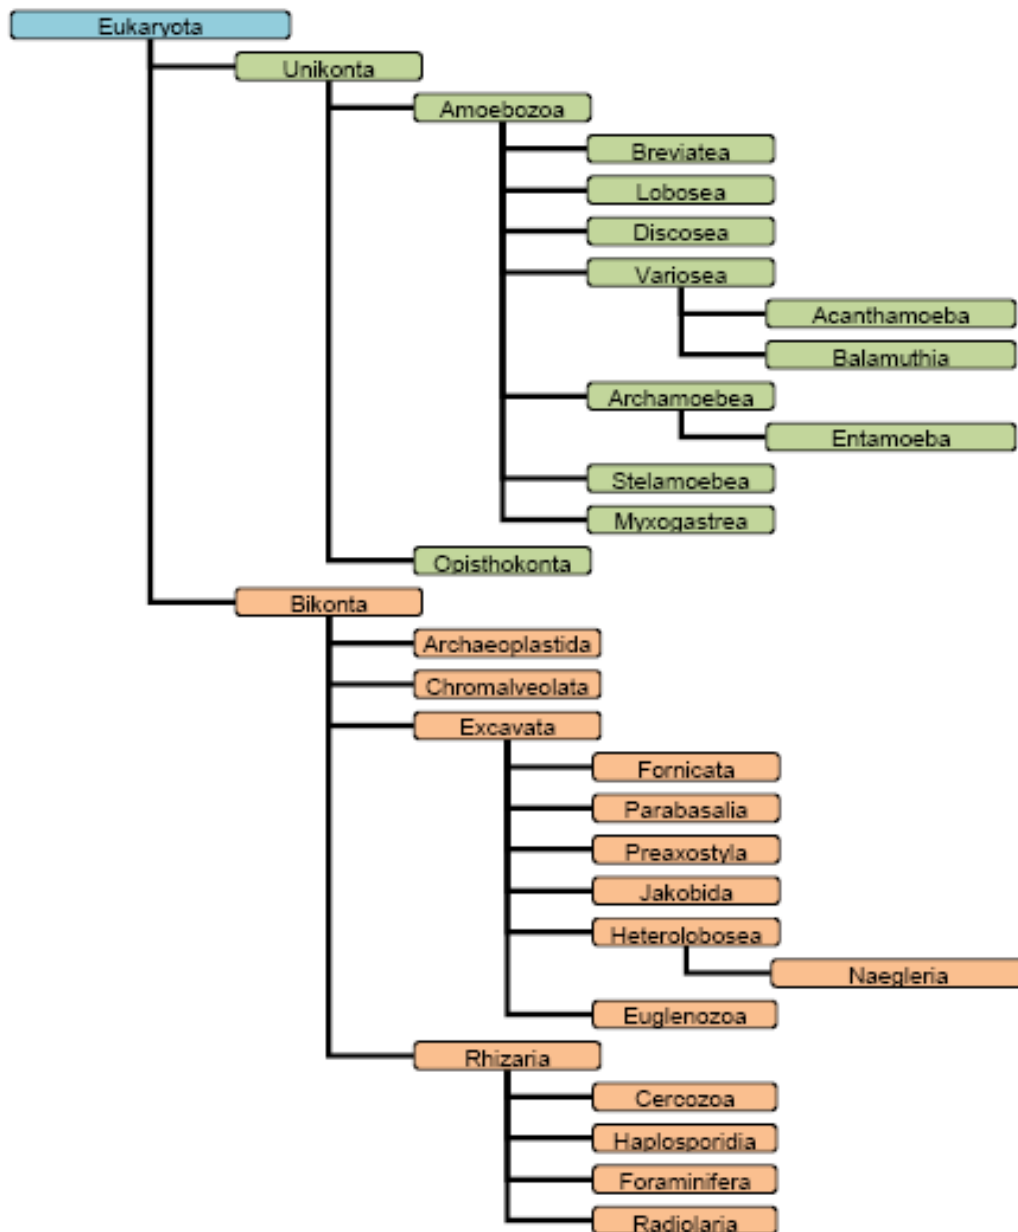 Eukaryota
Unikonta
Amoebozoa
Breviatea
Lobosea
Discosea
Variosea
Acanthamoeba
Balamuthia
Archamoebea
Entamoeba
Stelamoebea
Myxogastrea
Opisthokonta
Bikonta
Archaeoplastida
Chromalveolata
Excavata
Fornicata
Parabasalia
Preaxostyla
Jakobida
Heterolobosea
Naegleria
Euglenozoa
Rhizaria
Cercozoa
Haplosporidia
Foraminifera
Radiolaria